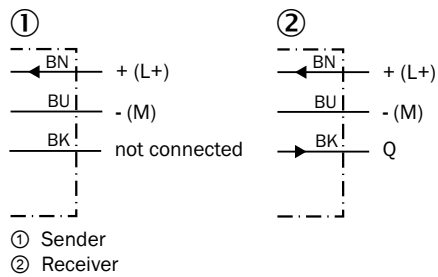 ① ②
BN + (L+) BN + (L+)
BU - (M) BU - (M)
BK not connected BK Q
① Sender
② Receiver